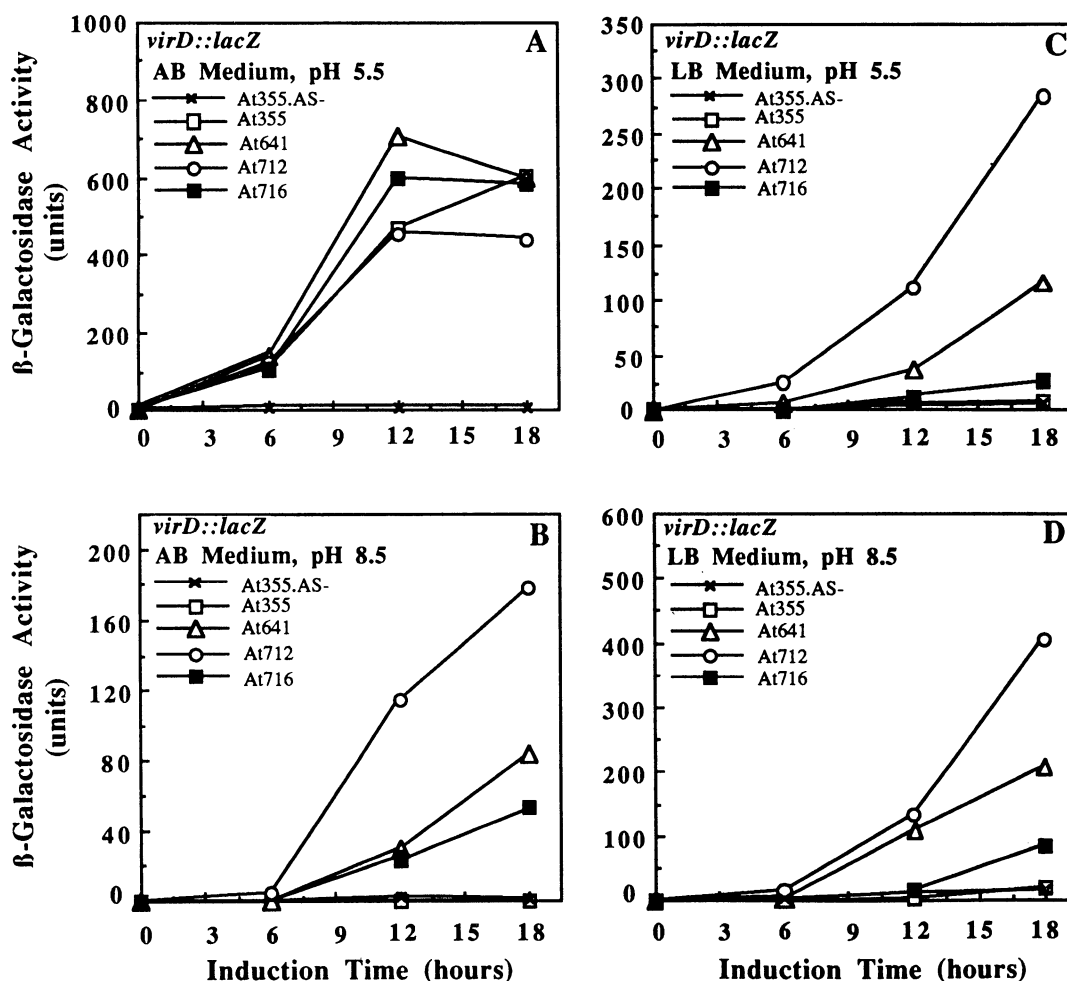 ß-Galactosidase Activity
(units)
1000
800
600
400
200
0
virD::lacZ
A
AB Medium, pH 5.5
At355.AS-
At355
At641
At712
At716
0 3 6 9 12 15 18
350
300
250
200
150
100
50
0
virD::lacZ
C
LB Medium, pH 5.5
At355.AS-
At355
At641
At712
At716
0 3 6 9 12 15 18
ß-Galactosidase Activity
(units)
200
160
120
80
40
0
virD::lacZ
B
AB Medium, pH 8.5
At355.AS-
At355
At641
At712
At716
0 3 6 9 12 15 18
Induction Time (hours)
600
500
400
300
200
100
0
virD::lacZ
D
LB Medium, pH 8.5
At355.AS-
At355
At641
At712
At716
0 3 6 9 12 15 18
Induction Time (hours)